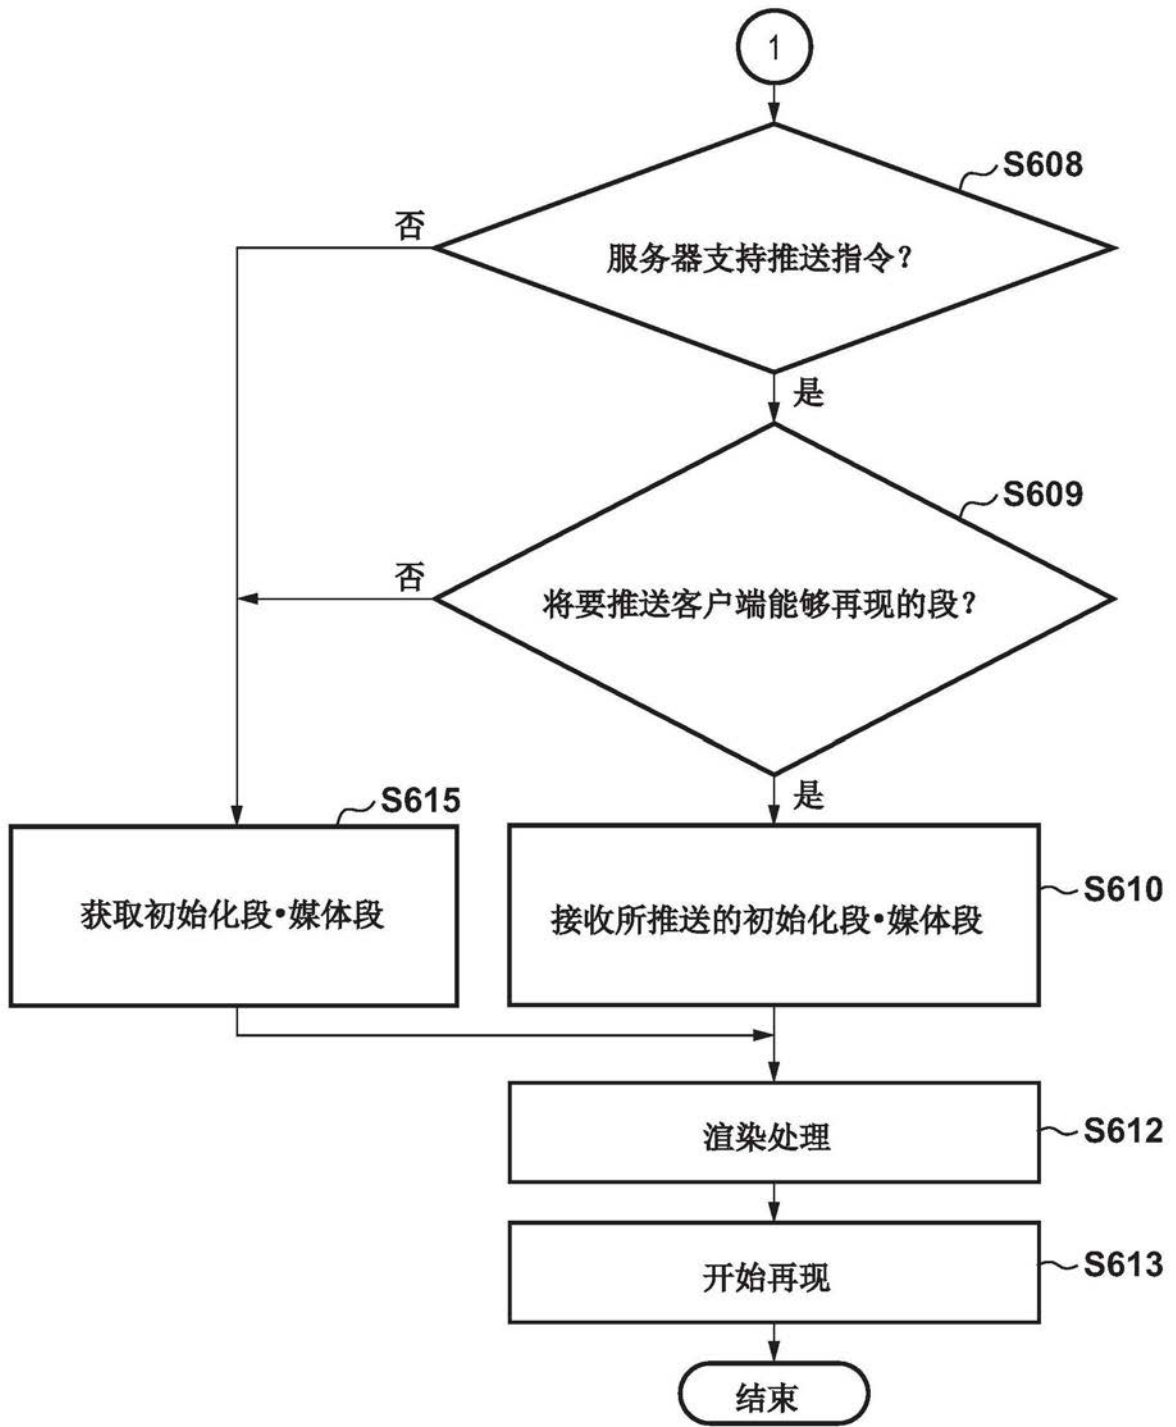 1
S608
否
服务器支持推送指令?
是
S609
否
将要推送客户端能够再现的段?
是
S615
获取初始化段•媒体段
接收所推送的初始化段•媒体段
S610
渲染处理
S612
开始再现
S613
结束